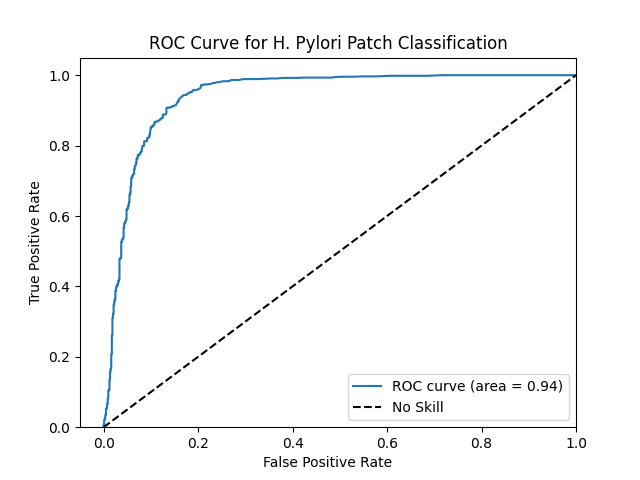 ROC Curve for H. Pylori Patch Classification
True Positive Rate
1.0
0.8
0.6
0.4
0.2
0.0
ROC curve (area = 0.94)
No Skill
0.0 0.2 0.4 0.6 0.8 1.0
False Positive Rate